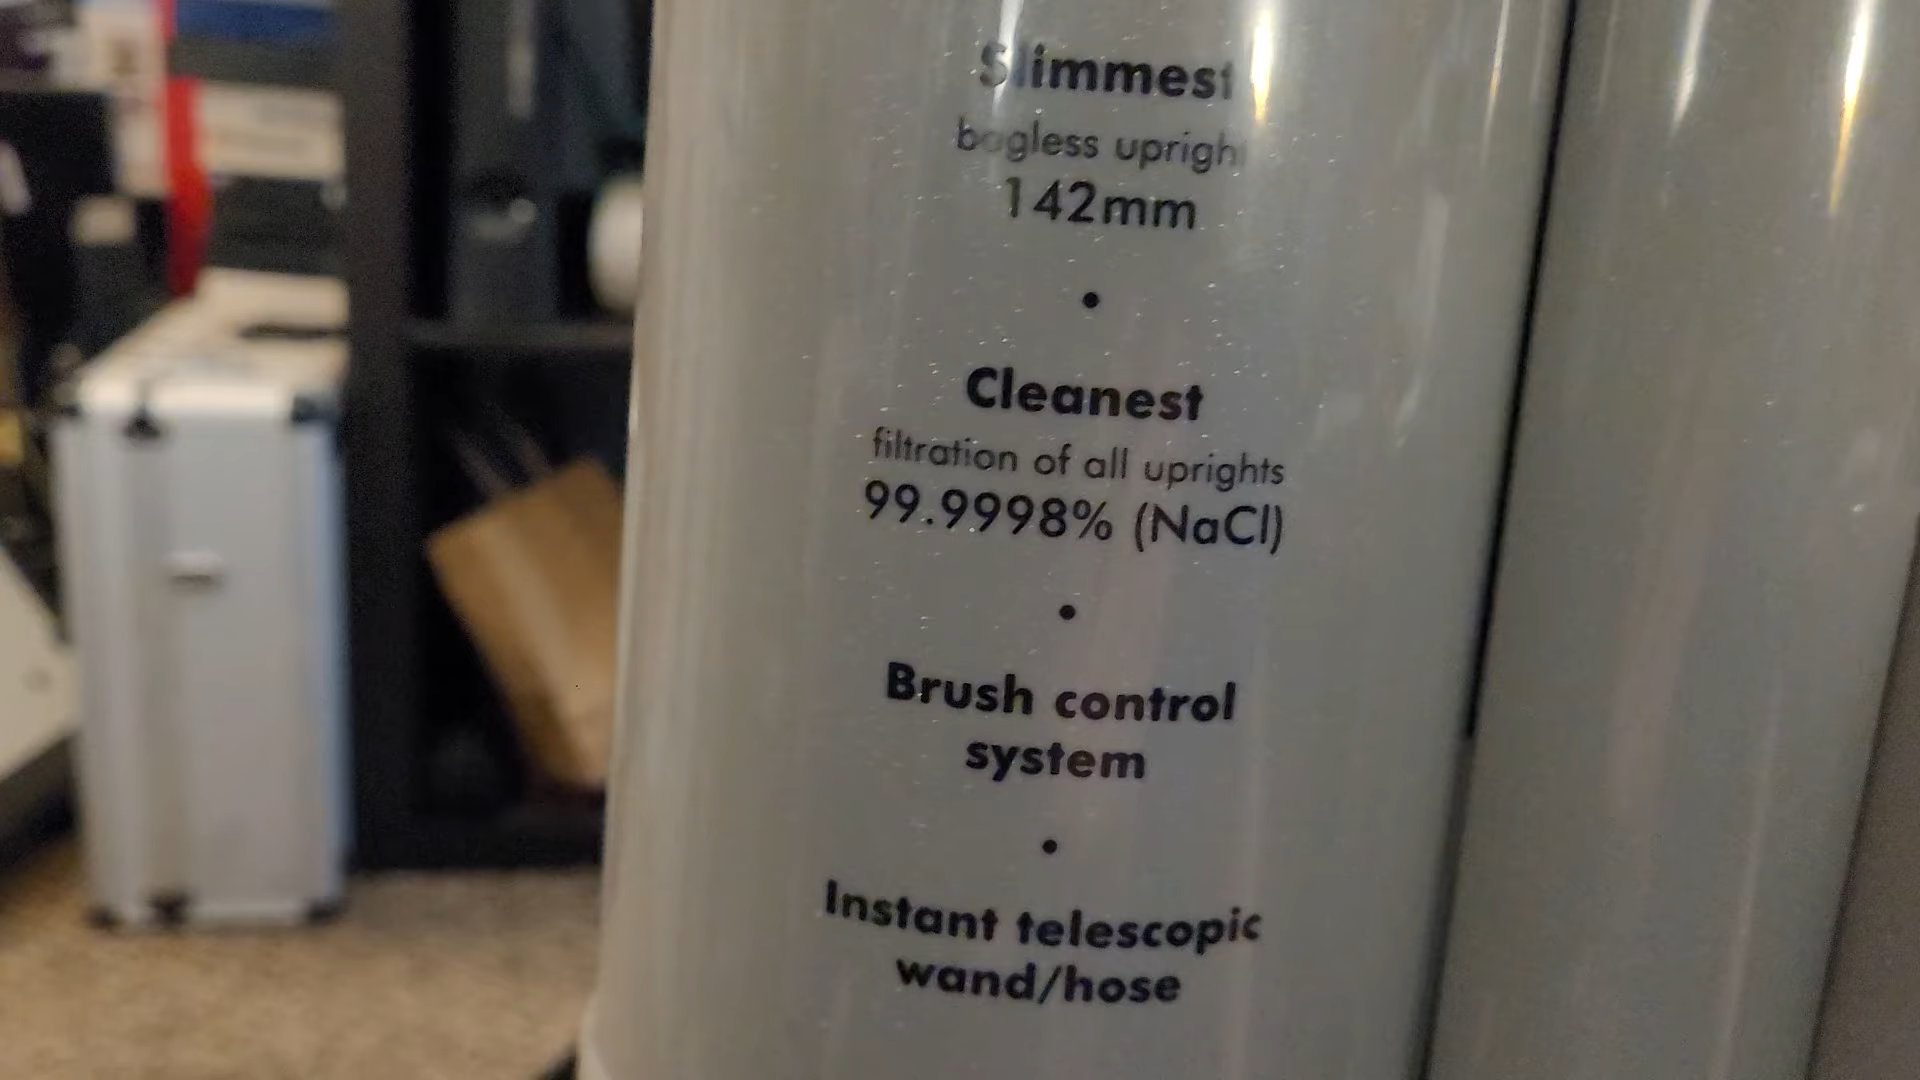 Slimmest
bagless upright
142mm
•
Cleanest
filtration of all uprights
99.9998% (NaCl)
•
Brush control
system
•
Instant telescopic
wand/hose